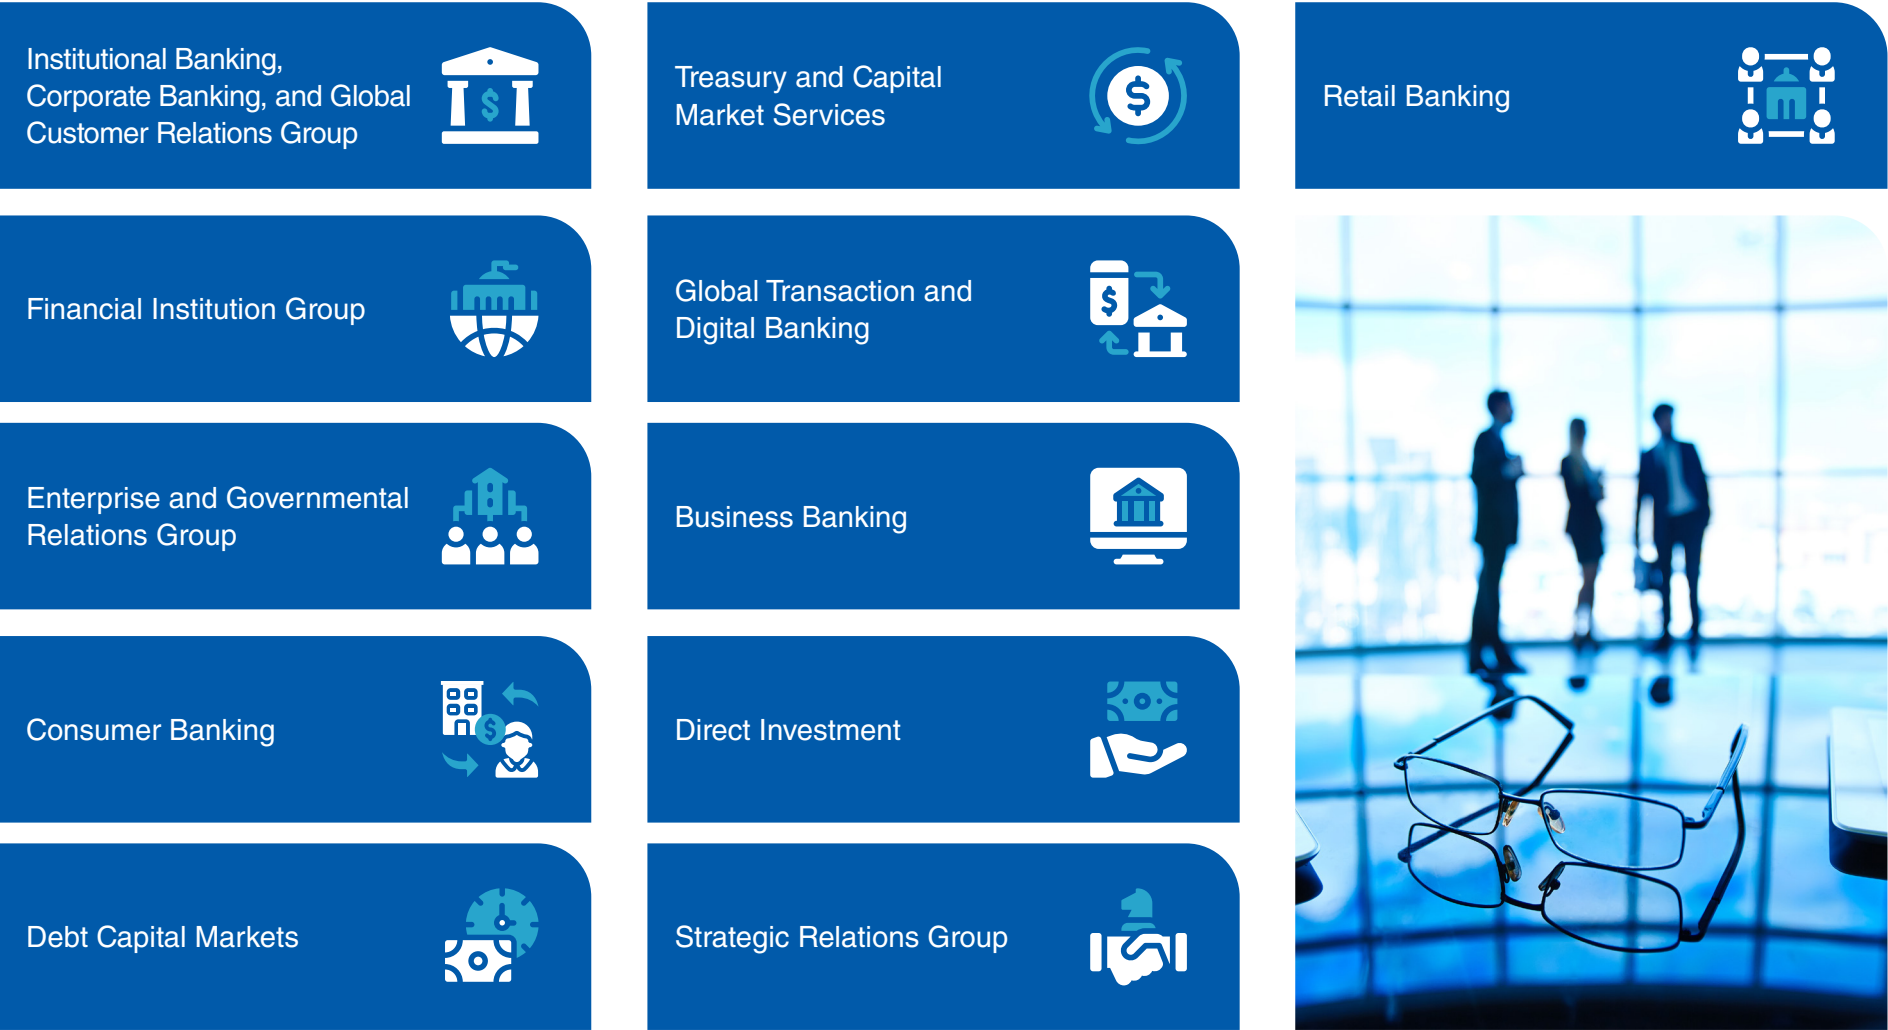 Institutional Banking,
Corporate Banking, and Global
Customer Relations Group
Treasury and Capital
Market Services
Retail Banking
Financial Institution Group
Global Transaction and
Digital Banking
Enterprise and Governmental
Relations Group
Business Banking
Consumer Banking
Direct Investment
Debt Capital Markets
Strategic Relations Group